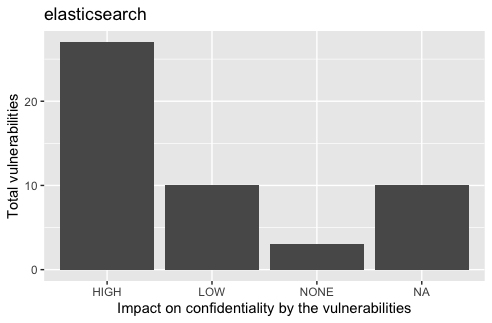 elasticsearch
Total vulnerabilities
20
10
0
HIGH LOW NONE NA
Impact on confidentiality by the vulnerabilities